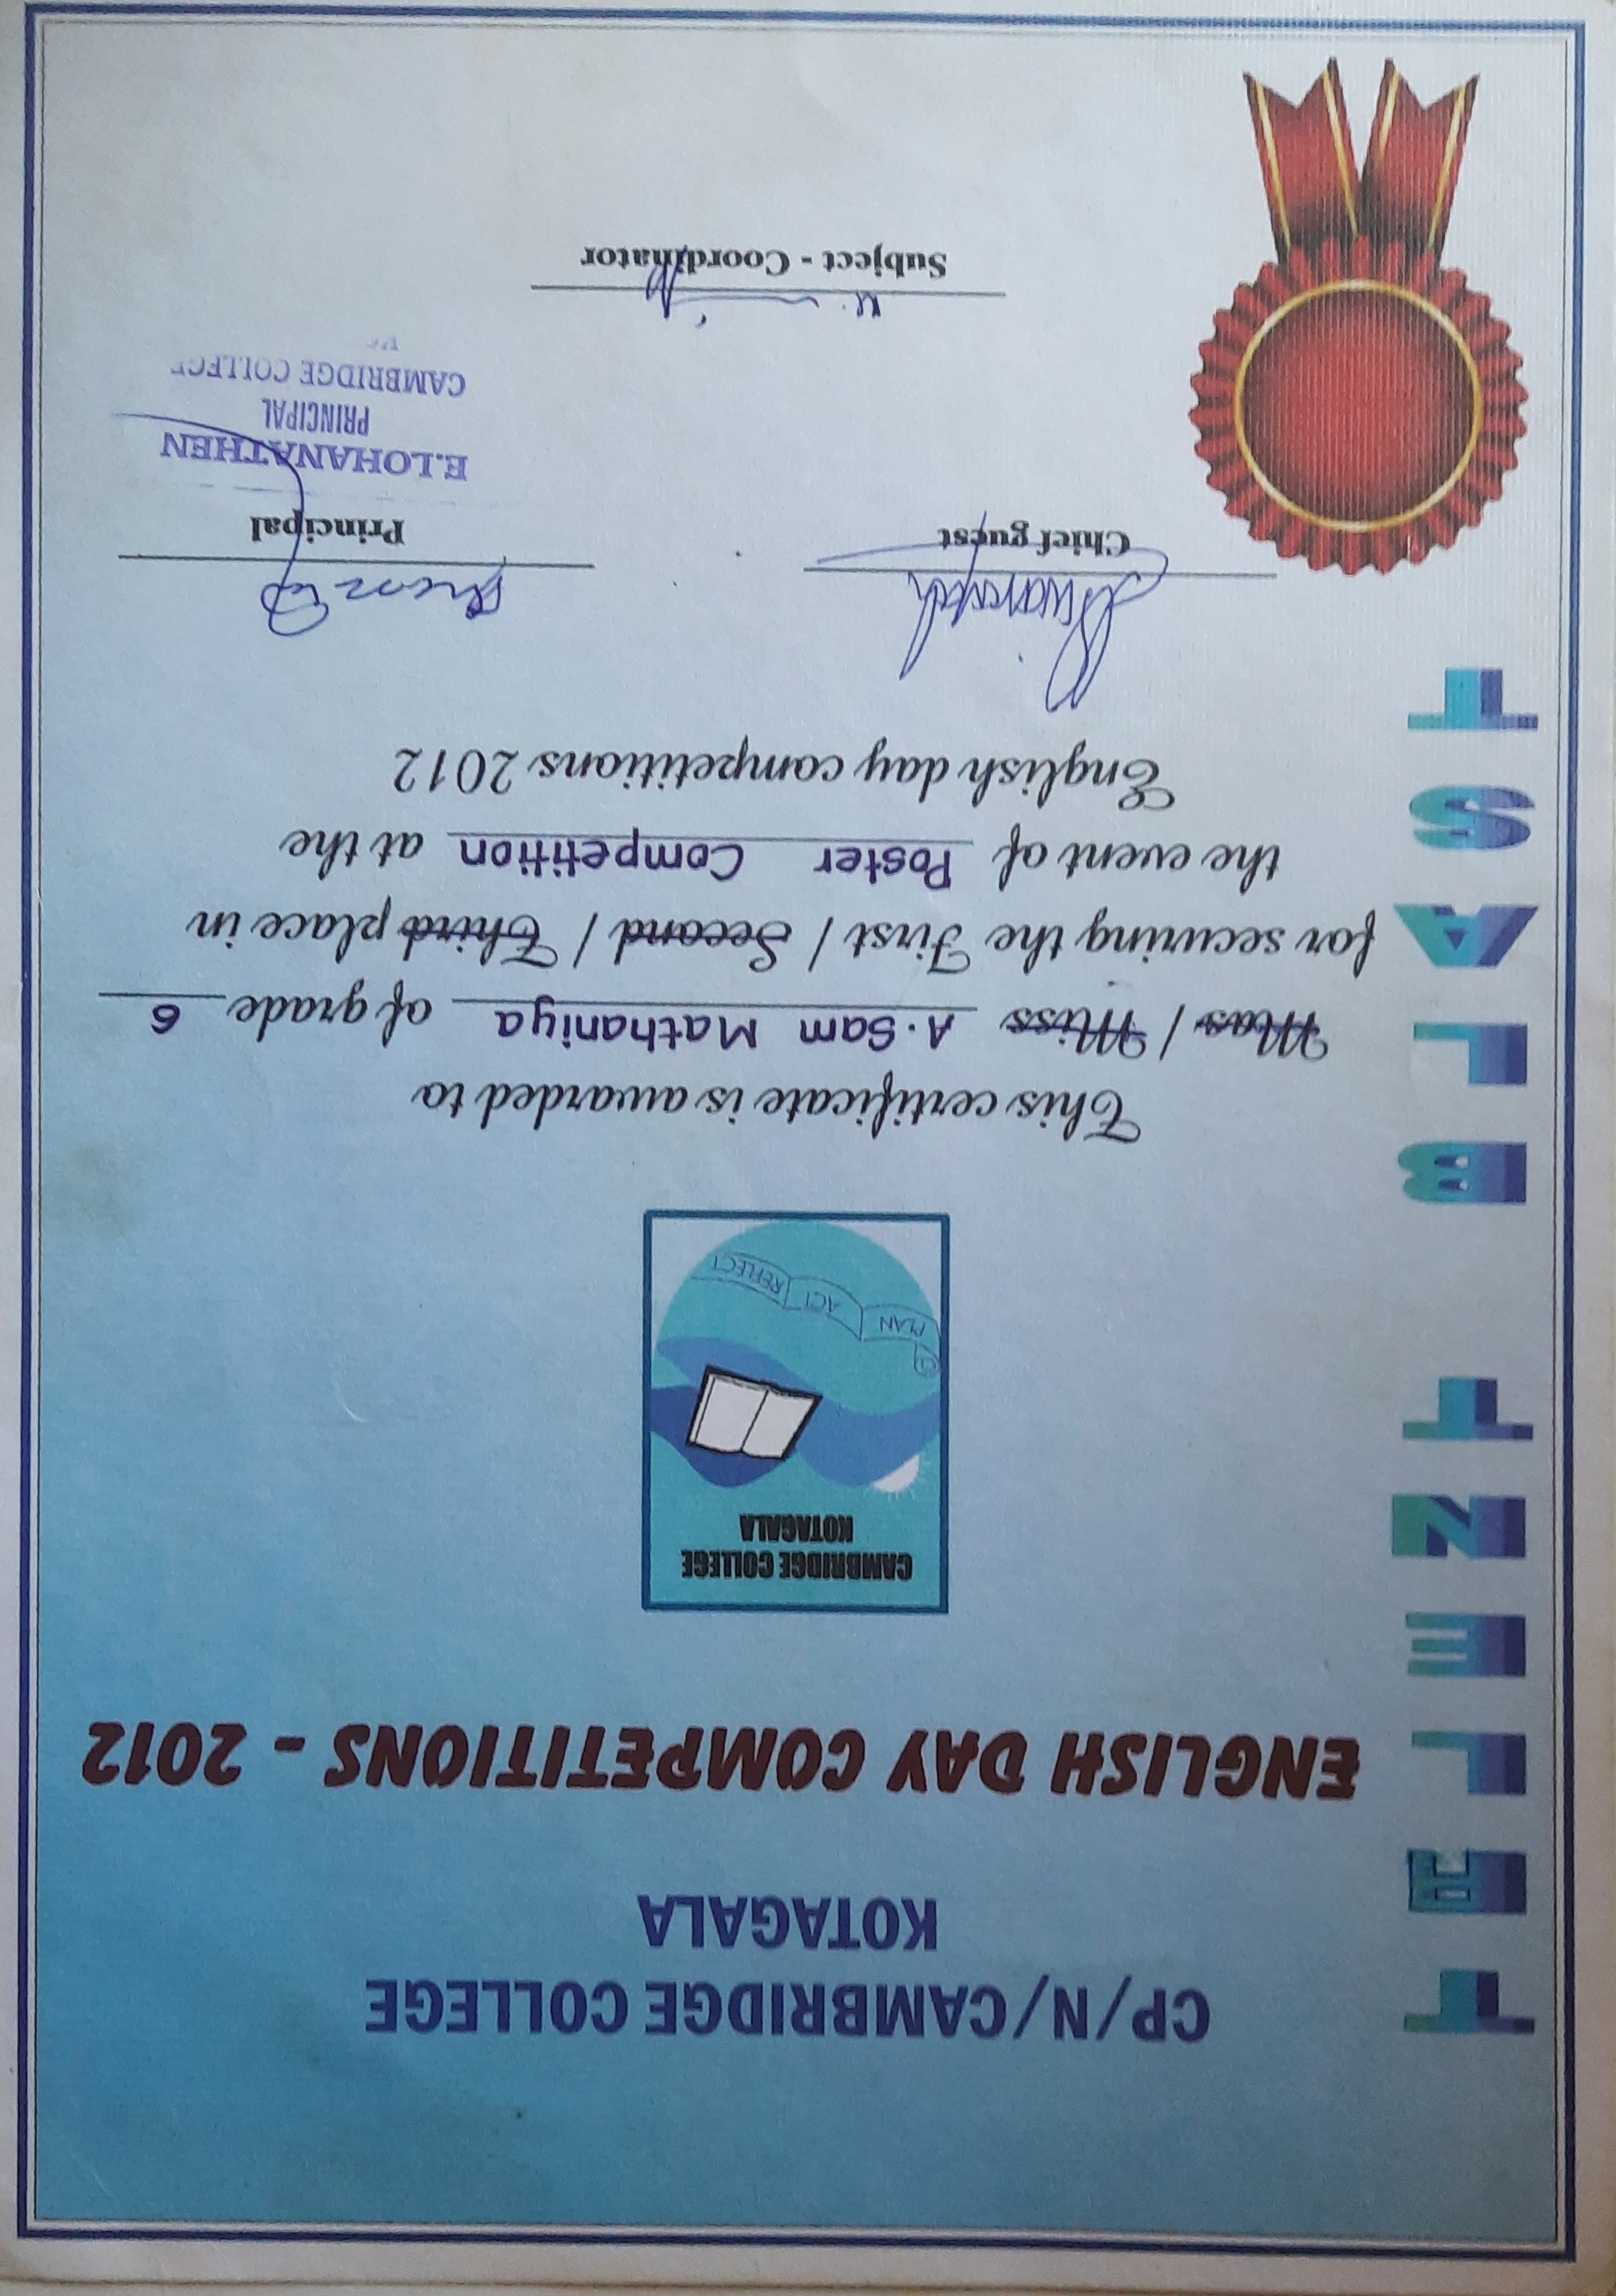 TALENT BLAST
CP/N/CAMBRIDGE COLLEGE
KOTAGALA
ENGLISH DAY COMPETITIONS - 2012
CAMBRIDGE COLLEGE
KOTAGALA
PLAN
ACT
REFLECT
This certificate is awarded to
Mas / Miss A. Sam Mathaniya of grade 6
for securing the First / Second / Third place in
the event of Poster Competition at the
English day competitions 2012
Chief guest
Principal
E.LOHANATHEN
PRINCIPAL
CAMBRIDGE COLLEGE
Subject - Coordinator